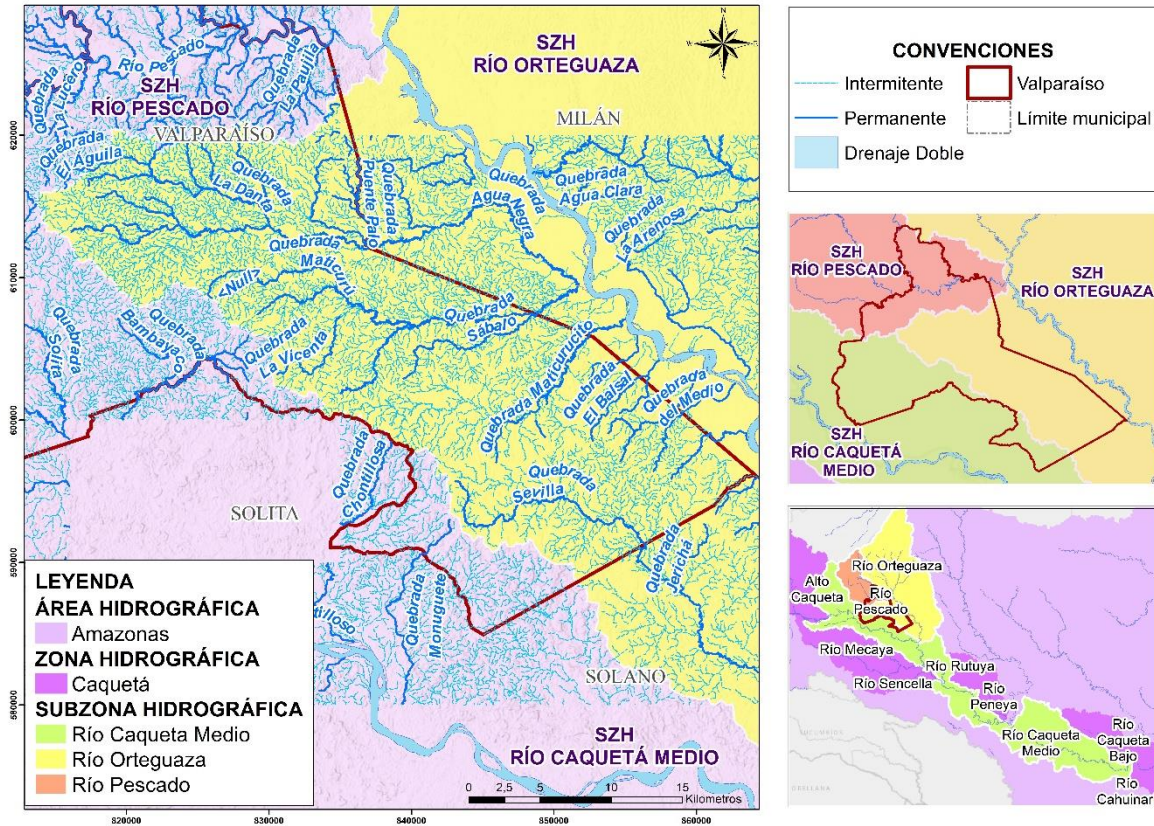 N
SZH
RÍO ORTEGUAZA
SZH
RÍO PESCADO
VALPARAÍSO
MILÁN
SOLITA
SOLANO
SZH
RÍO CAQUETÁ MEDIO
Quebrada
La Lucero
Río Pescado
Quebrada
La Paujila
Quebrada
El Águila
Quebrada
La Danta
Quebrada
Puente Palo
Quebrada
Agua Negra
Quebrada
Agua Clara
Quebrada
La Arenosa
Quebrada
Maticurú
<Null>
Quebrada
Sábalo
Quebrada
Solita
Quebrada
Bambayaco
Quebrada
La Vicenta
Quebrada Maticurucito
Quebrada
El Balsal
Quebrada
del Medio
Quebrada
Chontillosa
Quebrada
Sevilla
Quebrada
Jericha
Quebrada
Monuguete
tilloso
620000
610000
600000
590000
580000
820000
830000
840000
850000
860000
0 2,5 5 10 15
Kilometros
LEYENDA
ÁREA HIDROGRÁFICA
Amazonas
ZONA HIDROGRÁFICA
Caquetá
SUBZONA HIDROGRÁFICA
Río Caqueta Medio
Río Orteguaza
Río Pescado
CONVENCIONES
Intermitente
Valparaíso
Permanente
Límite municipal
Drenaje Doble
SZH
RÍO PESCADO
SZH
RÍO ORTEGUAZA
SZH
RÍO CAQUETÁ
MEDIO
Río Orteguaza
Alto
Caqueta
Río
Pescado
Río Mecaya
Río Rutuya
Río Sencella
Río
Peneya
Río Caqueta
Medio
Río
Caqueta
Bajo
Río
Cahuinar